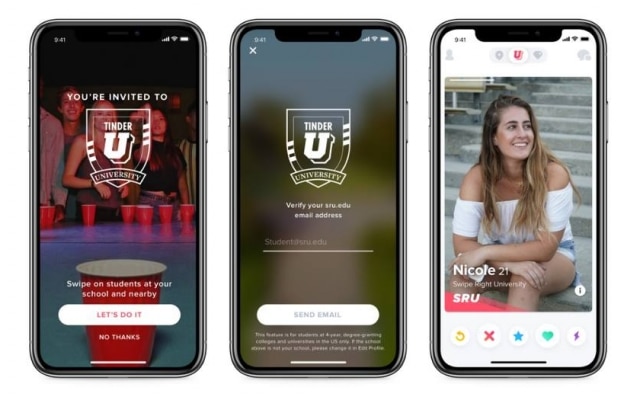 9:41
YOU'RE INVITED TO
TINDER
U
UNIVERSITY
Swipe on students at your
school and nearby
LET'S DO IT
NO THANKS
9:41
TINDER
U
UNIVERSITY
Verify your sru.edu
email address
Student@sru.edu
SEND EMAIL
This feature is for students at 4-year, degree-granting
colleges and universities in the US only. If the school
above is not your school, please change it in Edit Profile
9:41
U
Nicole 21
Swipe Right University
SRU